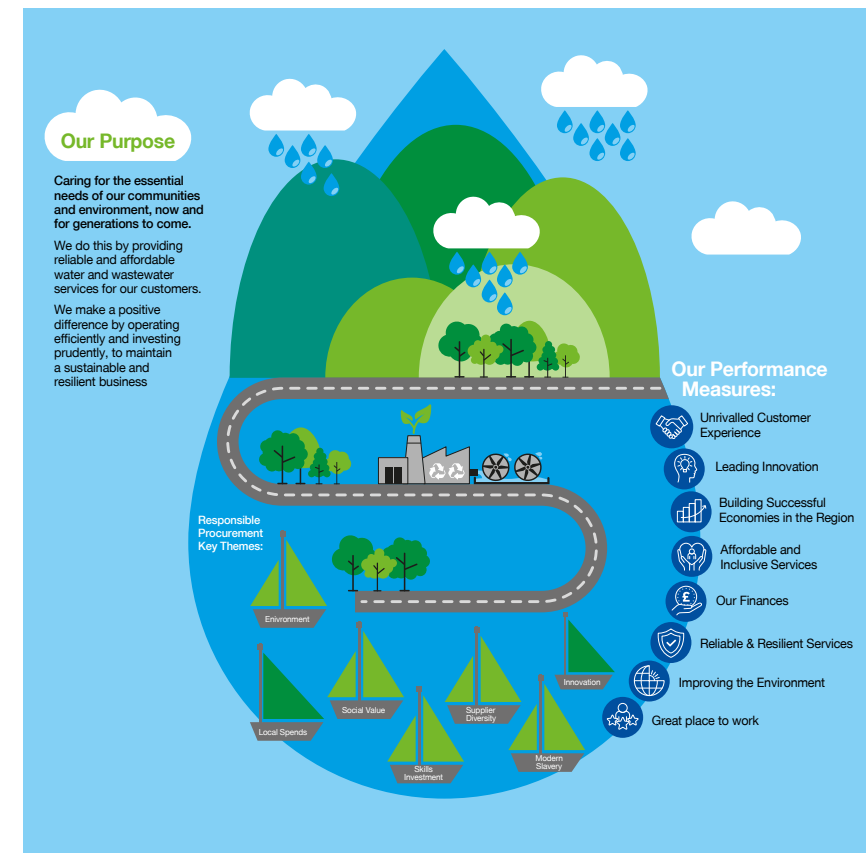 Our Purpose
Caring for the essential
needs of our communities
and environment, now and
for generations to come.
We do this by providing
reliable and affordable
water and wastewater
services for our customers.
We make a positive
difference by operating
efficiently and investing
prudently, to maintain
a sustainable and
resilient business
Our Performance
Measures:
Unrivalled Customer
Experience
Leading Innovation
Building Successful
Economies in the Region
Affordable and
Inclusive Services
£
Our Finances
Reliable & Resilient Services
Improving the Environment
Great place to work
Responsible
Procurement
Key Themes:
Enivronment
Local Spends
Social Value
Skills
Investment
Supplier
Diversity
Modern
Slavery
Innovation